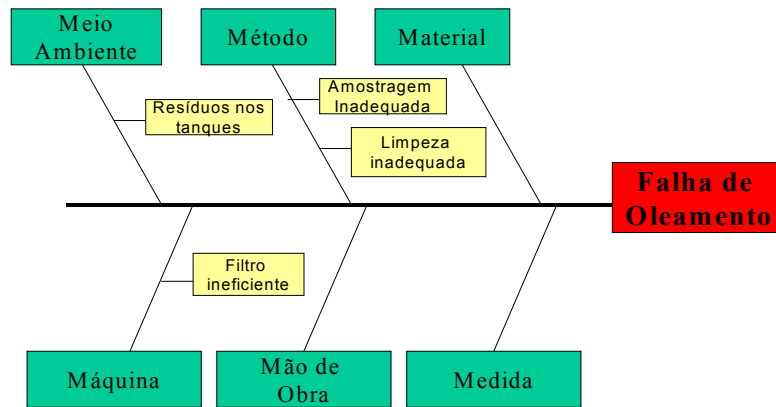 Meio
Ambiente
Método
Material
Resíduos nos
tanques
Amostragem
Inadequada
Limpeza
inadequada
Falha de
Oleamento
Filtro
ineficiente
Máquina
Mão de
Obra
Medida